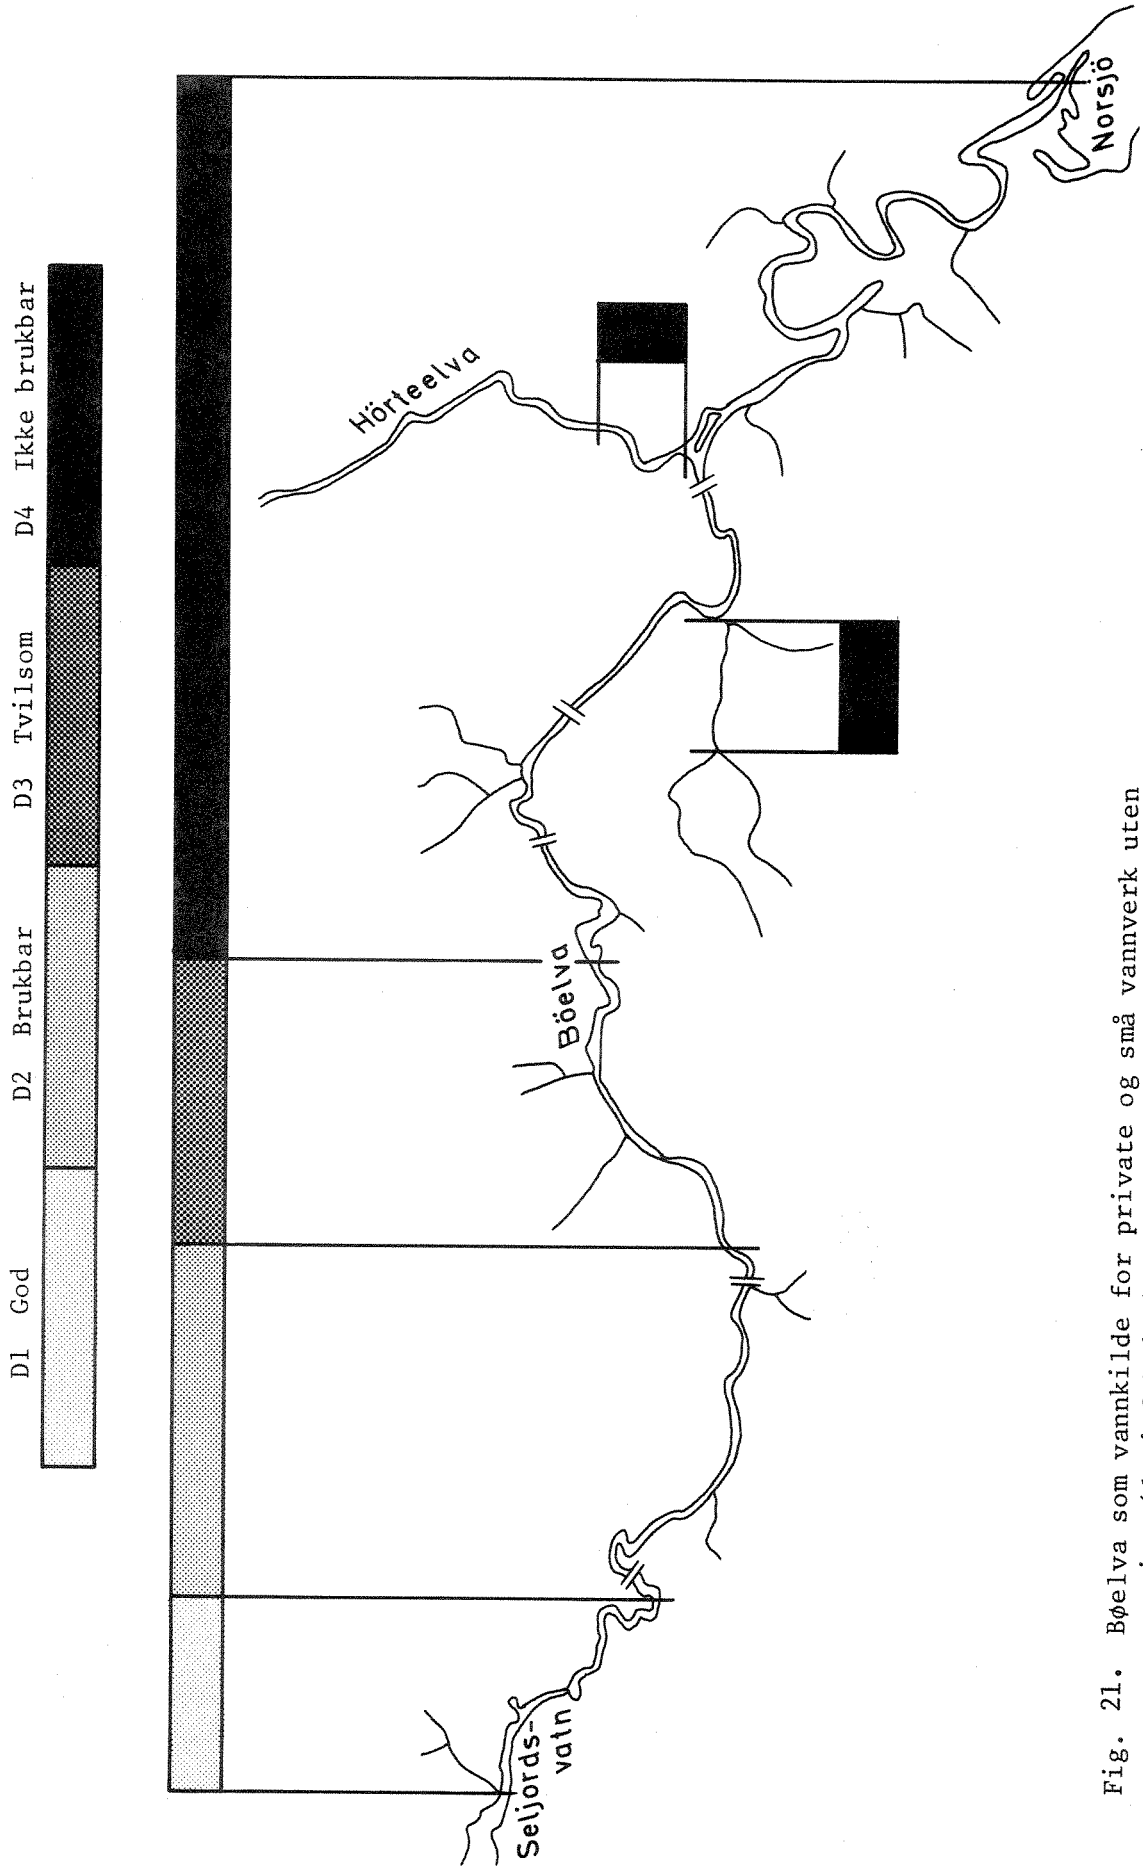 D1 God
D2 Brukbar
D3 Tvilsom
D4 Ikke brukbar
Hörteelva
Böelva
Seljords-
vatn
Norsjö
Fig. 21. Bøelva som vannkilde for private og små vannverk uten